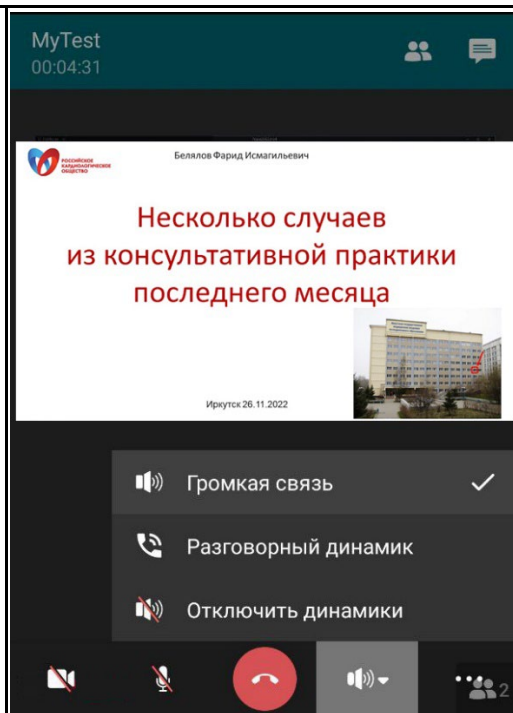 MyTest
00:04:31
РОССИЙСКОЕ
КАРДИОЛОГИЧЕСКОЕ
ОБЩЕСТВО
Белялов Фарид Исмагильевич
Несколько случаев
из консультативной практики
последнего месяца
Иркутск 26.11.2022
Громкая связь
Разговорный динамик
Отключить динамики
2